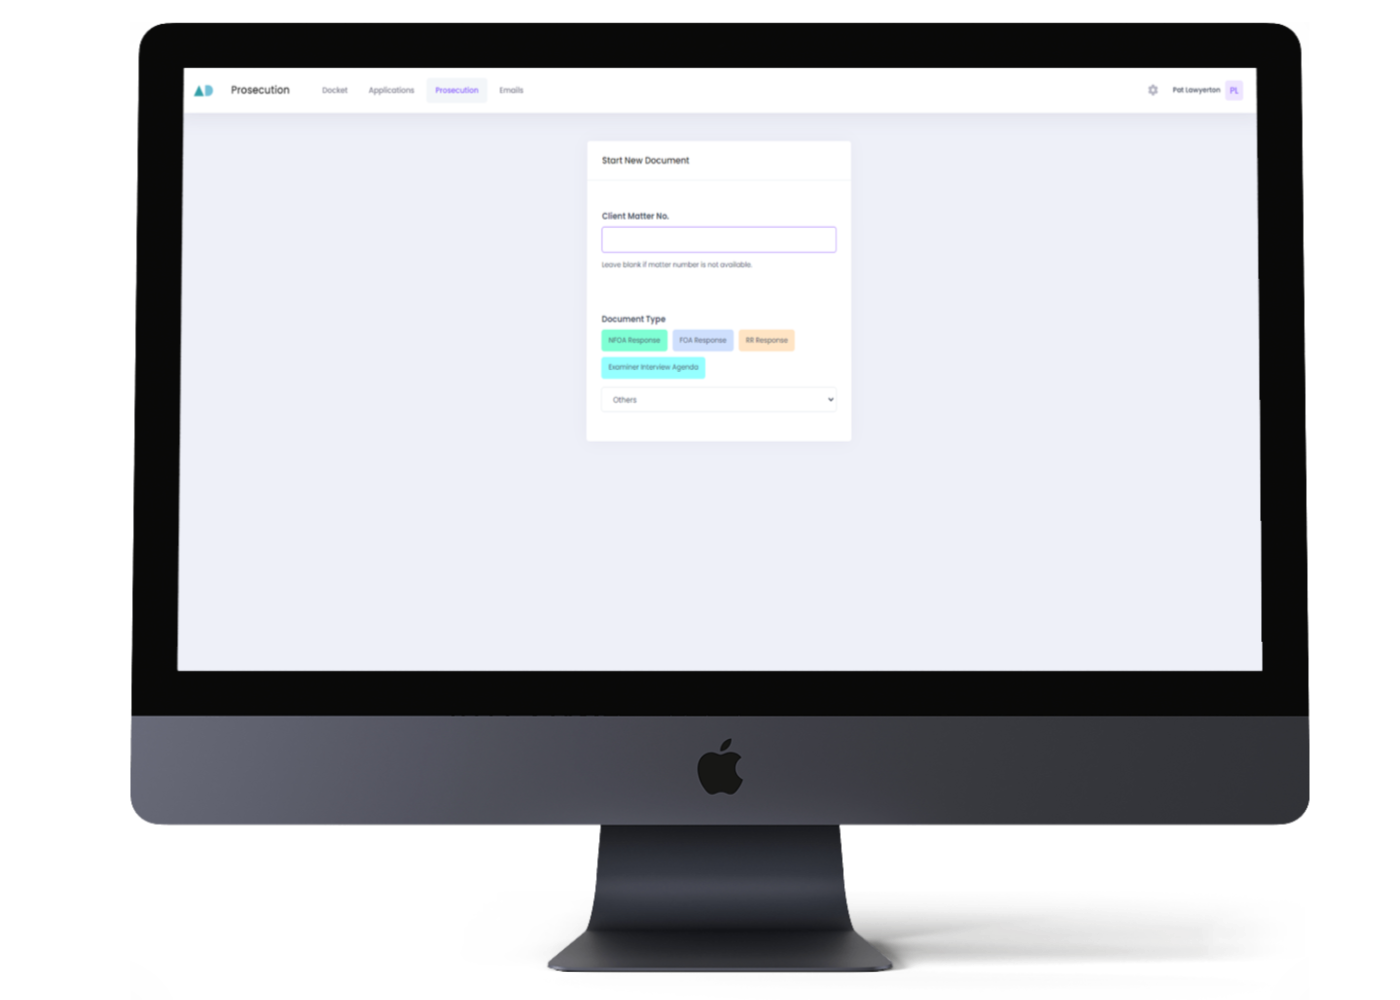 Prosecution Docket Applications Prosecution Emails Pat Lawyerton PL
Start New Document
Client Matter No.
Leave blank if matter number is not available.
Document Type
NFOA Response FOA Response RR Response
Examiner Interview Agenda
Others